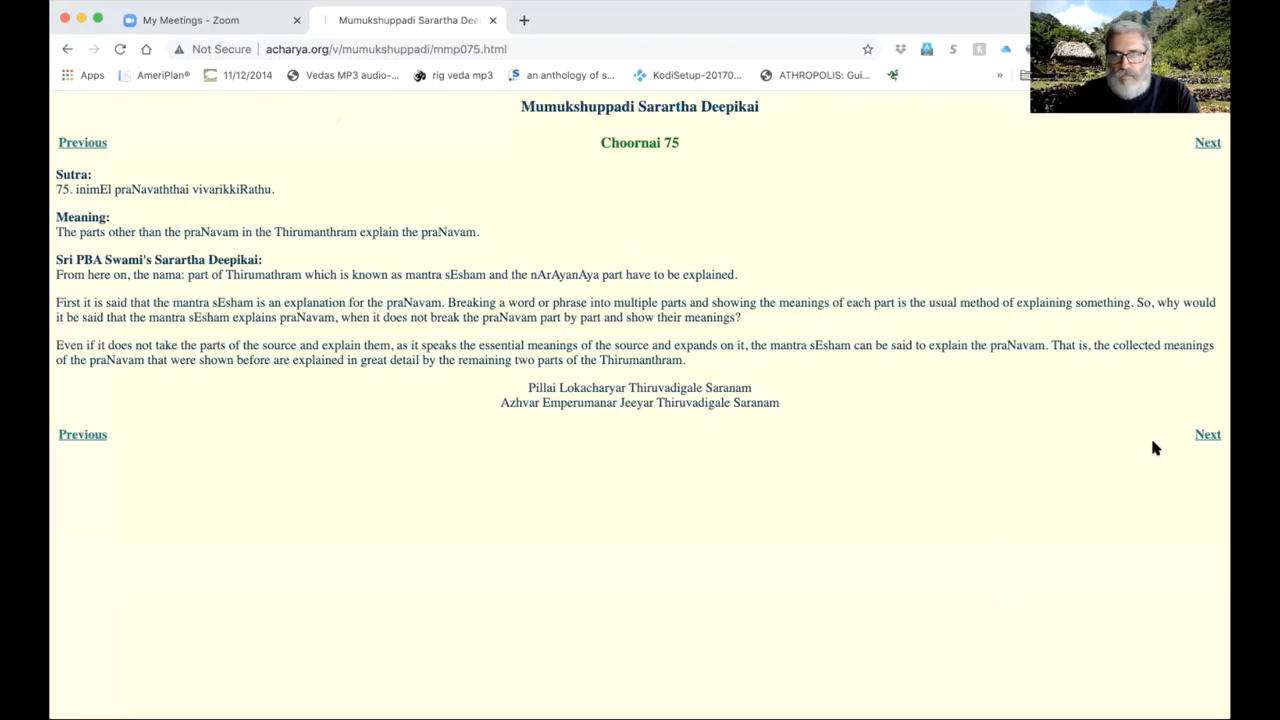 My Meetings - Zoom
Mumukshuppadi Sarartha Dee
Not Secure
acharya.org/v/mumukshuppadi/mmp075.html
Apps
AmeriPlan®
11/12/2014
Vedas MP3 audio-...
rig veda mp3
an anthology of s...
KodiSetup-20170...
ATHROPOLIS: Gui...
»
Mumukshuppadi Sarartha Deepikai
Previous
Choornai 75
Next
Sutra:
75. inimEl praNavaththai vivarikkiRathu.
Meaning:
The parts other than the praNavam in the Thirumanthram explain the praNavam.
Sri PBA Swami's Sarartha Deepikai:
From here on, the nama: part of Thirumathram which is known as mantra sEsham and the nArAyanAya part have to be explained.
First it is said that the mantra sEsham is an explanation for the praNavam. Breaking a word or phrase into multiple parts and showing the meanings of each part is the usual method of explaining something. So, why would
it be said that the mantra sEsham explains praNavam, when it does not break the praNavam part by part and show their meanings?
Even if it does not take the parts of the source and explain them, as it speaks the essential meanings of the source and expands on it, the mantra sEsham can be said to explain the praNavam. That is, the collected meanings
of the praNavam that were shown before are explained in great detail by the remaining two parts of the Thirumanthram.
Pillai Lokacharyar Thiruvadigale Saranam
Azhvar Emperumanar Jeeyar Thiruvadigale Saranam
Previous
Next